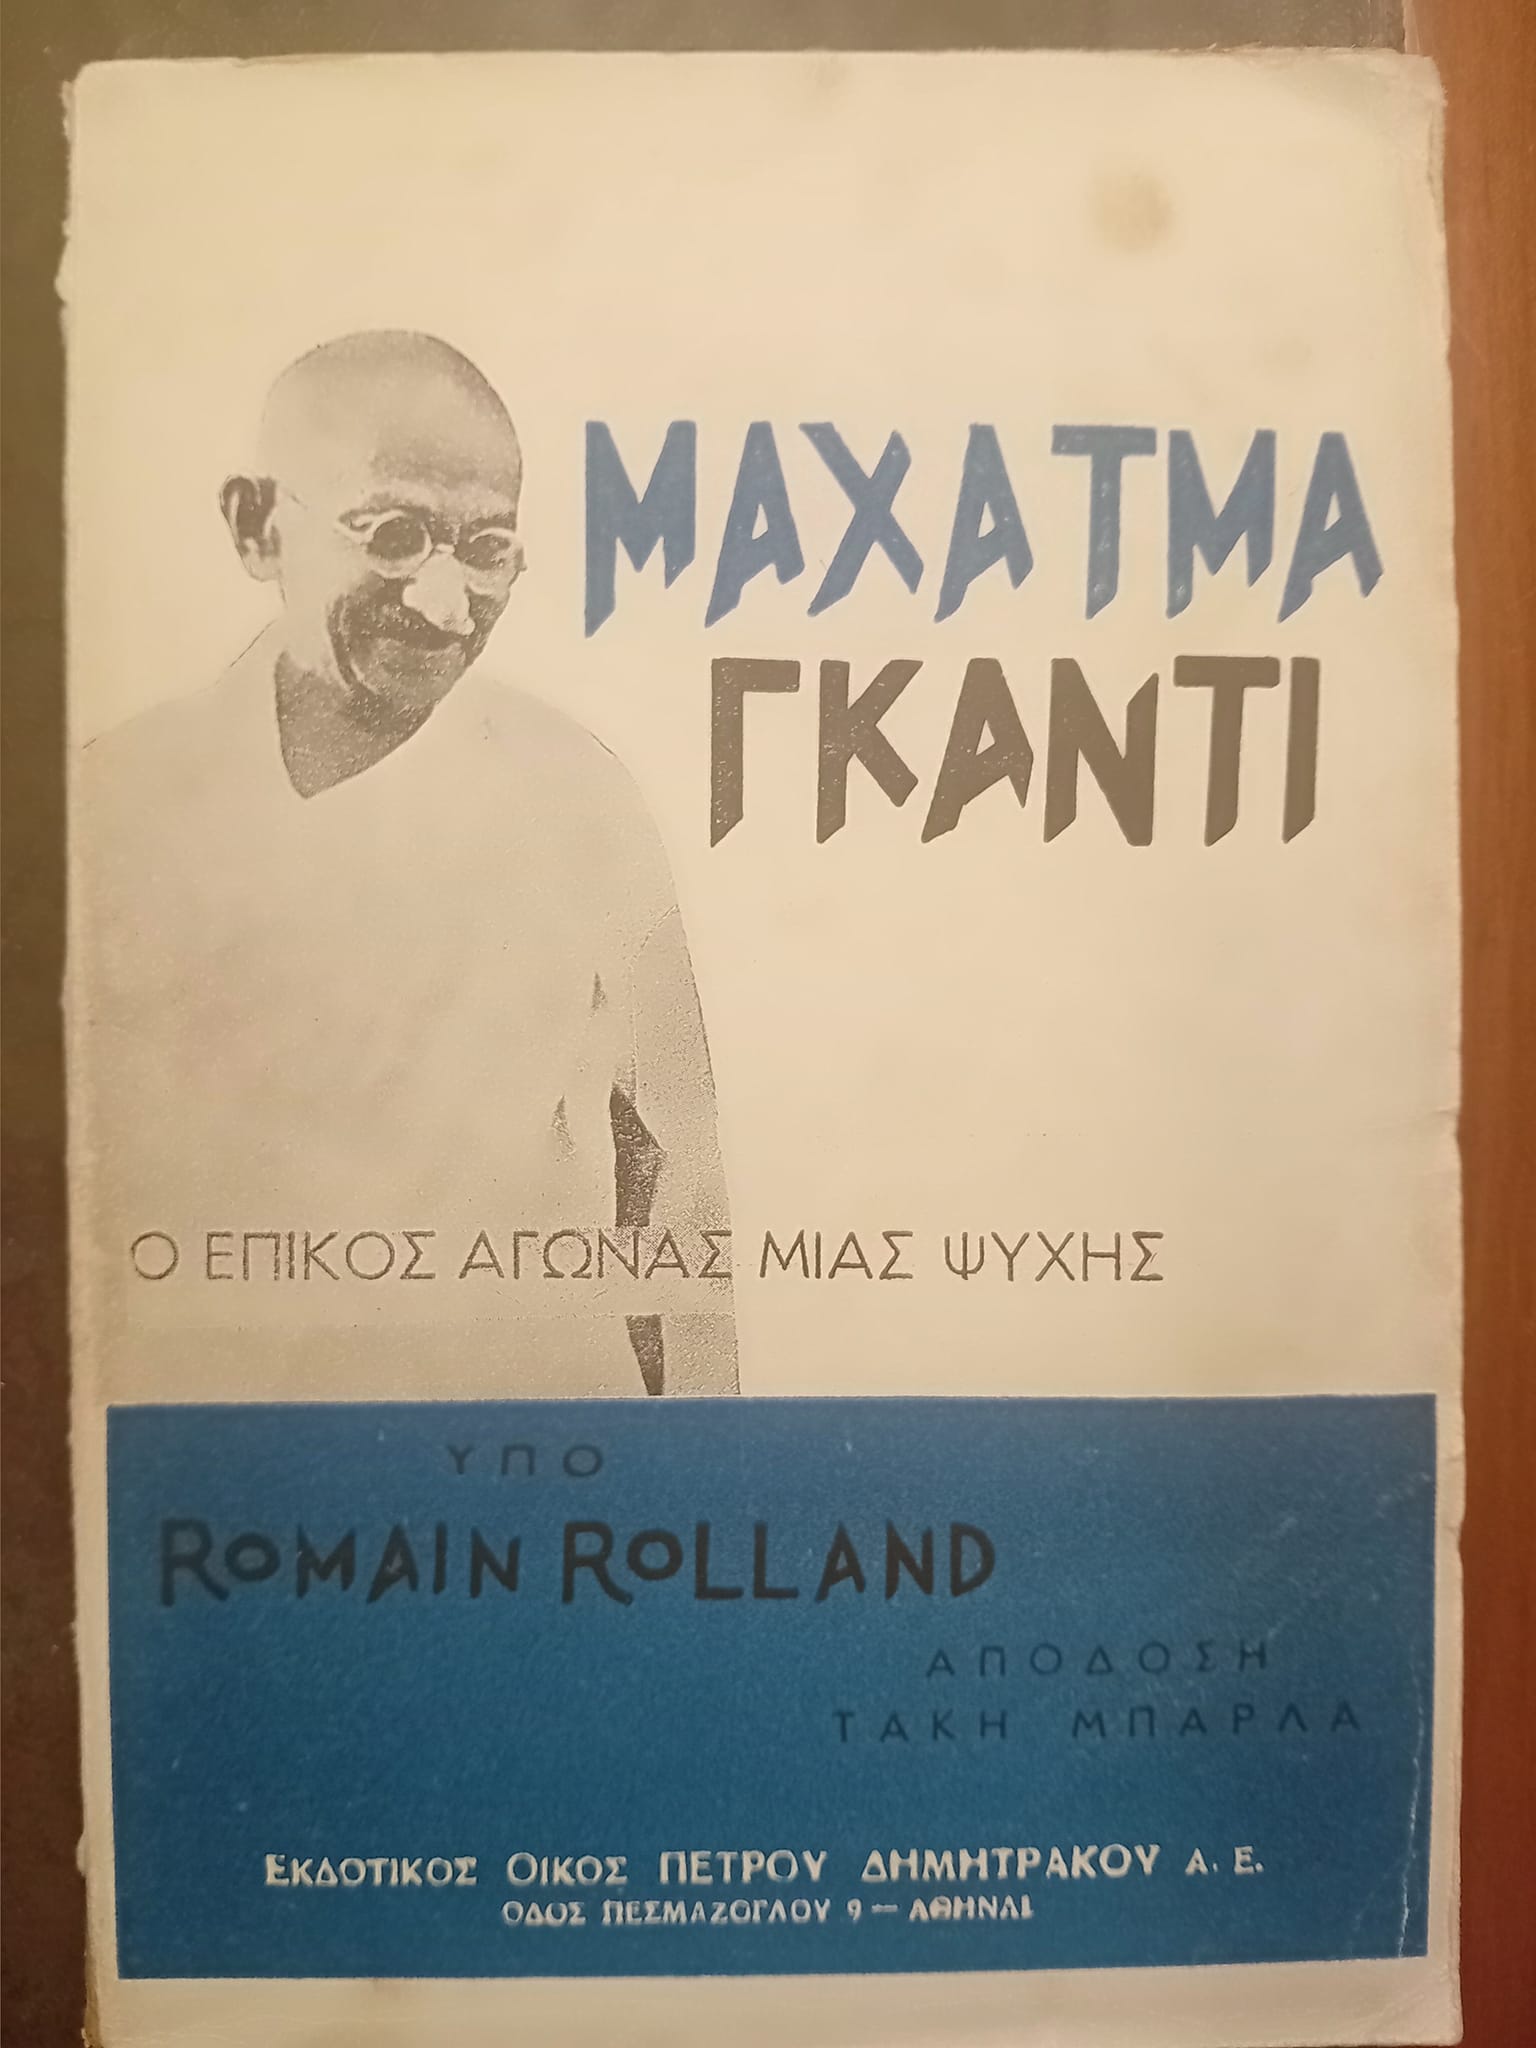 ΜΑΧΑΤΜΑ
ΓΚΑΝΤΙ
Ο ΕΠΙΚΟΣ ΑΓΩΝΑΣ ΜΙΑΣ ΨΥΧΗΣ
ΥΠΟ
ROMAIN ROLLAND
ΑΠΟΔΟΣΗ
ΤΑΚΗ ΜΠΑΡΛΑ
ΕΚΔΟΤΙΚΟΣ ΟΙΚΟΣ ΠΕΤΡΟΥ ΔΗΜΗΤΡΑΚΟΥ Α. Ε.
ΟΔΟΣ ΠΕΣΜΑΖΟΓΛΟΥ 9 — ΑΘΗΝΑΙ